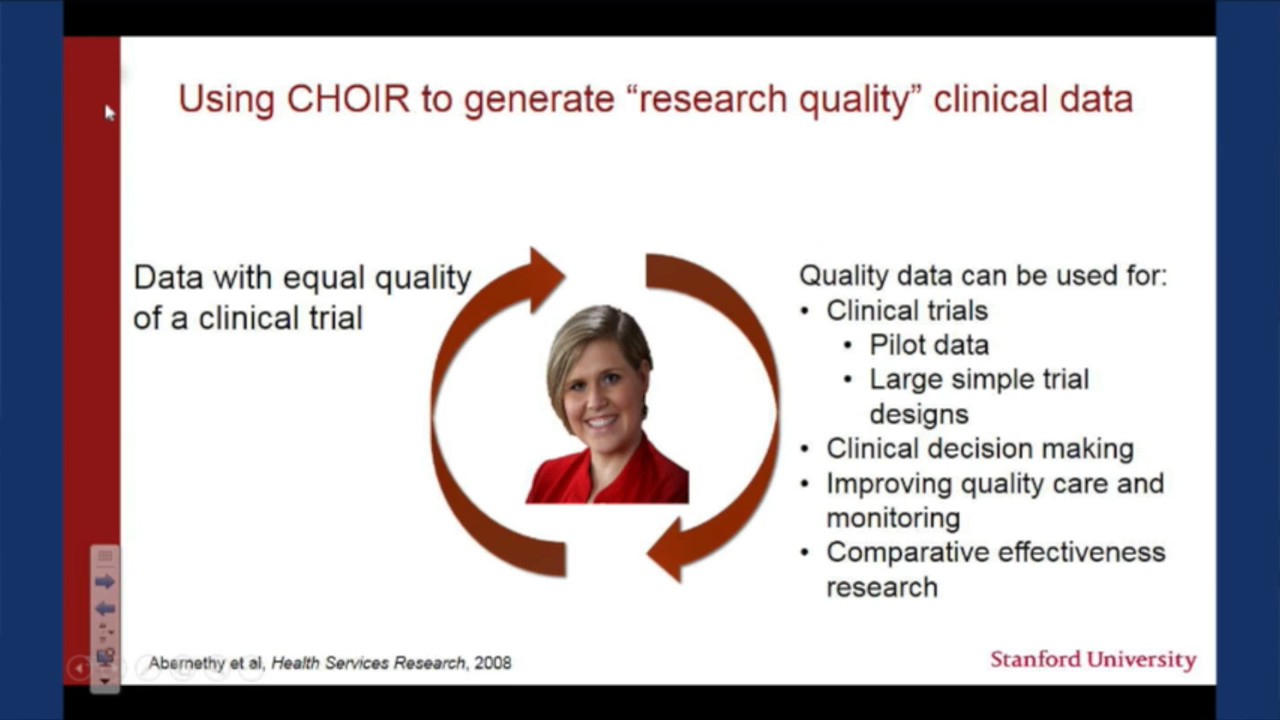 Using CHOIR to generate “research quality” clinical data
Data with equal quality
of a clinical trial
Quality data can be used for:
• Clinical trials
• Pilot data
• Large simple trial
designs
• Clinical decision making
• Improving quality care and
monitoring
• Comparative effectiveness
research
Abernethy et al, Health Services Research, 2008
Stanford University